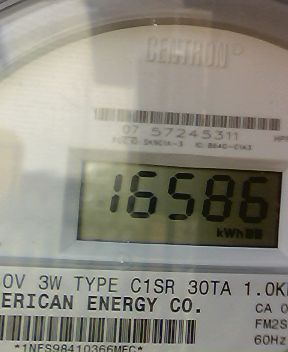 CENTRON
07 57245311
16586
kWh
0V 3W TYPE C1SR 30TA 1.0K
ERICAN ENERGY CO.
CA 0
FM2S
60Hz
*1NFS98410366MEC*